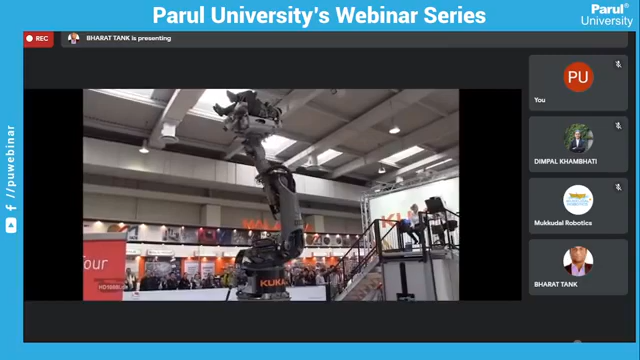 Parul University's Webinar Series
Parul®
University
REC
BHARAT TANK is presenting
/puwebinar
PU
You
DIMPAL KHAMBHATI
Mukkudal Robotics
BHARAT TANK
KUKA
Tour